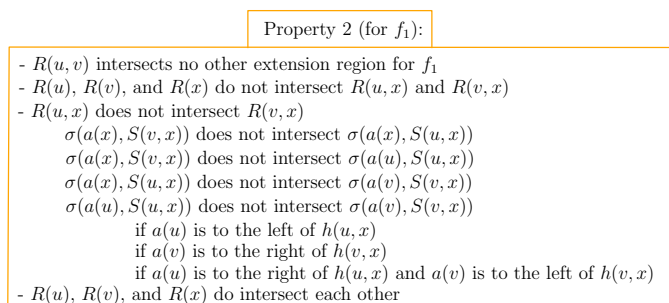 Property 2 (for f₁):
- R(u, v) intersects no other extension region for f₁
- R(u), R(v), and R(x) do not intersect R(u, x) and R(v, x)
- R(u, x) does not intersect R(v, x)
σ(a(x), S(v, x)) does not intersect σ(a(x), S(u, x))
σ(a(x), S(v, x)) does not intersect σ(a(u), S(u, x))
σ(a(x), S(u, x)) does not intersect σ(a(v), S(v, x))
σ(a(u), S(u, x)) does not intersect σ(a(v), S(v, x))
if a(u) is to the left of h(u, x)
if a(v) is to the right of h(v, x)
if a(u) is to the right of h(u, x) and a(v) is to the left of h(v, x)
- R(u), R(v), and R(x) do intersect each other